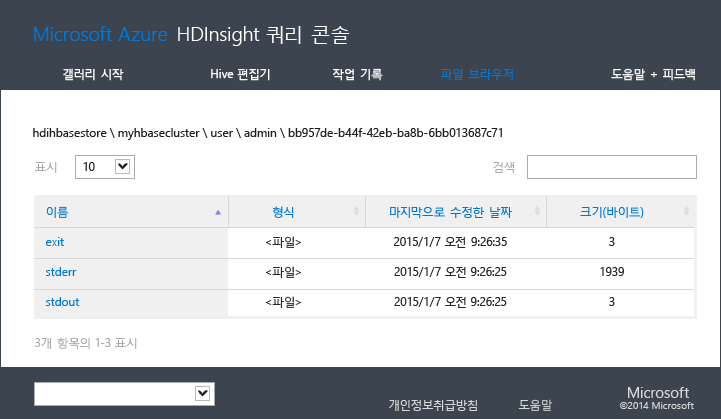 Microsoft Azure HDInsight 쿼리 콘솔
갤러리 시작 Hive 편집기 작업 기록 파일 브라우저 도움말 + 피드백
hdihbasestore \ myhbasecluster \ user \ admin \ bb957de-b44f-42eb-ba8b-6bb013687c71
표시 10 검색
이름 형식 마지막으로 수정한 날짜 크기(바이트)
exit <파일> 2015/1/7 오전 9:26:35 3
stderr <파일> 2015/1/7 오전 9:26:25 1939
stdout <파일> 2015/1/7 오전 9:26:25 3
3개 항목의 1-3 표시
개인정보취급방침 도움말 Microsoft
©2014 Microsoft